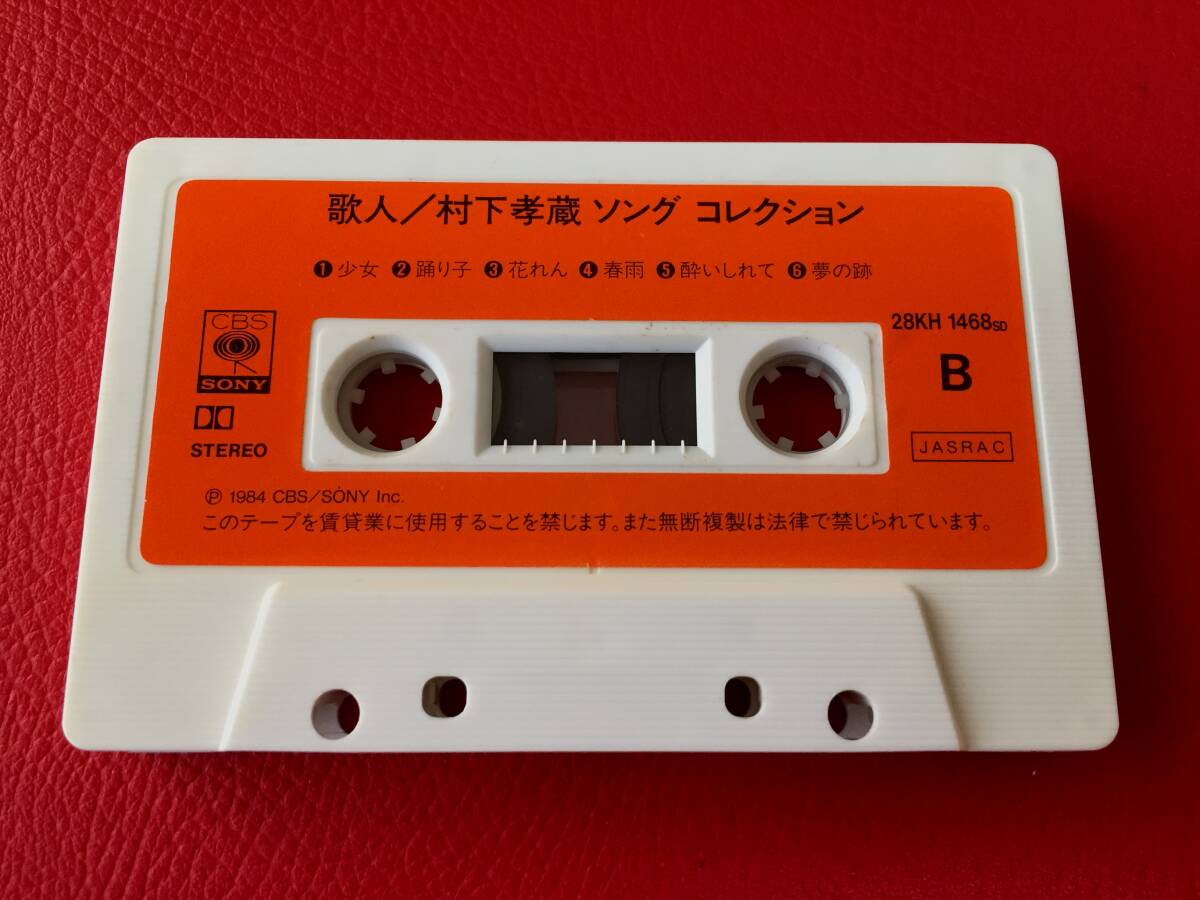 歌人/村下孝蔵 ソング コレクション
❶少女 ❷踊り子 ❸花れん ❹春雨 ❺酔いしれて ❻夢の跡
CBS
SONY
STEREO
28KH 1468SD
B
JASRAC
℗ 1984 CBS/SONY Inc.
このテープを賃貸業に使用することを禁じます。また無断複製は法律で禁じられています。